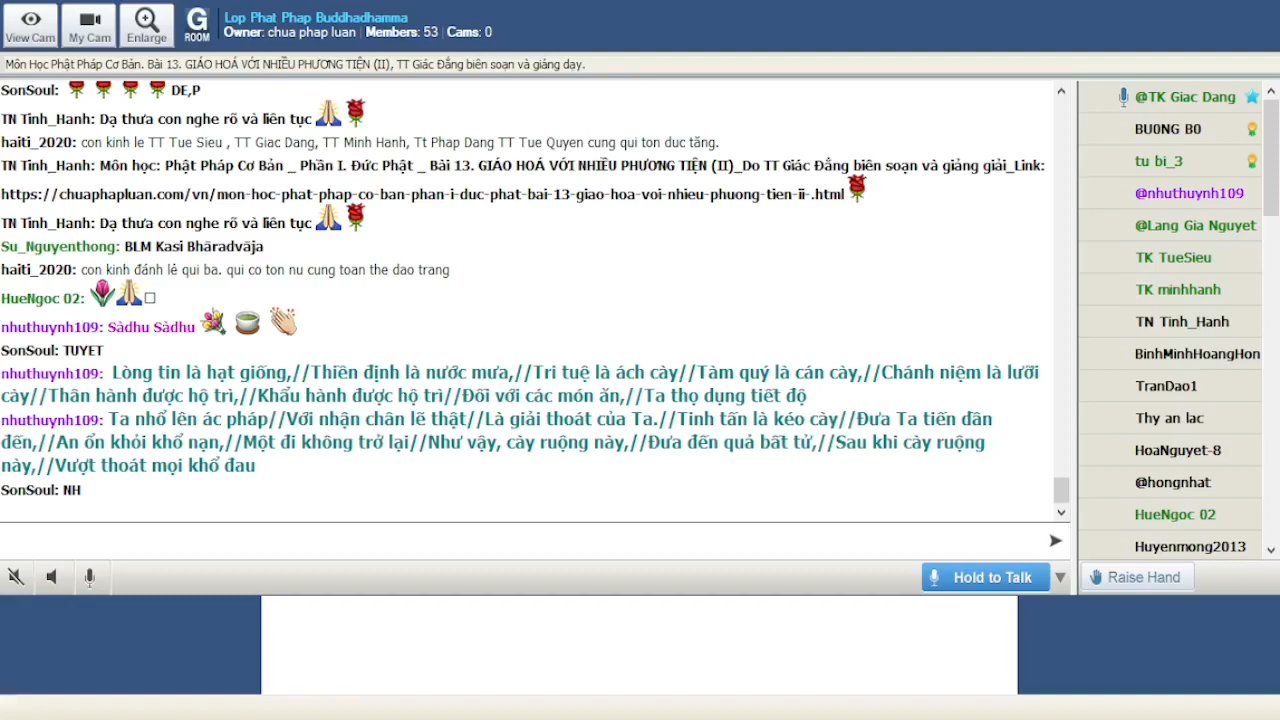 View Cam
My Cam
Enlarge
G ROOM
Lop Phat Phap Buddhadhamma
Owner: chua phap luan | Members: 53 | Cams: 0
Môn Học Phật Pháp Cơ Bản. Bài 13. GIÁO HOÁ VỚI NHIỀU PHƯƠNG TIỆN (II), TT Giác Đẳng biên soạn và giảng dạy.
SonSoul: DE,P
TN Tinh_Hanh: Dạ thưa con nghe rõ và liên tục
haiti_2020: con kinh le TT Tue Sieu , TT Giac Dang, TT Minh Hanh, Tt Phap Dang TT Tue Quyen cung qui ton duc tăng.
TN Tinh_Hanh: Môn học: Phật Pháp Cơ Bản _ Phần I. Đức Phật _ Bài 13. GIÁO HOÁ VỚI NHIỀU PHƯƠNG TIỆN (II)_Do TT Giác Đẳng biên soạn và giảng giải_Link:
https://chuaphapluan.com/vn/mon-hoc-phat-phap-co-ban-phan-i-duc-phat-bai-13-giao-hoa-voi-nhieu-phuong-tien-ii-.html
TN Tinh_Hanh: Dạ thưa con nghe rõ và liên tục
Su_Nguyenthong: BLM Kasi Bhāradvāja
haiti_2020: con kinh đánh lẻ qui ba. qui co ton nu cung toan the dao trang
HueNgoc 02:
nhuthuynh109: Sàdhu Sàdhu
SonSoul: TUYET
nhuthuynh109: Lòng tin là hạt giống,//Thiền định là nước mưa,//Trí tuệ là ách cày//Tàm quý là cán cày,//Chánh niệm là lưỡi
cày//Thân hành được hộ trì,//Khẩu hành được hộ trì//Đối với các món ăn,//Ta thọ dụng tiết độ
nhuthuynh109: Ta nhổ lên ác pháp//Với nhận chân lẽ thật//Là giải thoát của Ta.//Tinh tấn là kéo cày//Đưa Ta tiến dần
đến,//An ổn khỏi khổ nạn,//Một đi không trở lại//Như vậy, cày ruộng này,//Đưa đến quả bất tử,//Sau khi cày ruộng
này,//Vượt thoát mọi khổ đau
SonSoul: NH
Hold to Talk
@TK Giac Dang
BU0NG B0
tu bi_3
@nhuthuynh109
@Lang Gia Nguyet
TK TueSieu
TK minhhanh
TN Tinh_Hanh
BinhMinhHoangHon
TranDao1
Thy an lac
HoaNguyet-8
@hongnhat
HueNgoc 02
Huyenmong2013
Raise Hand